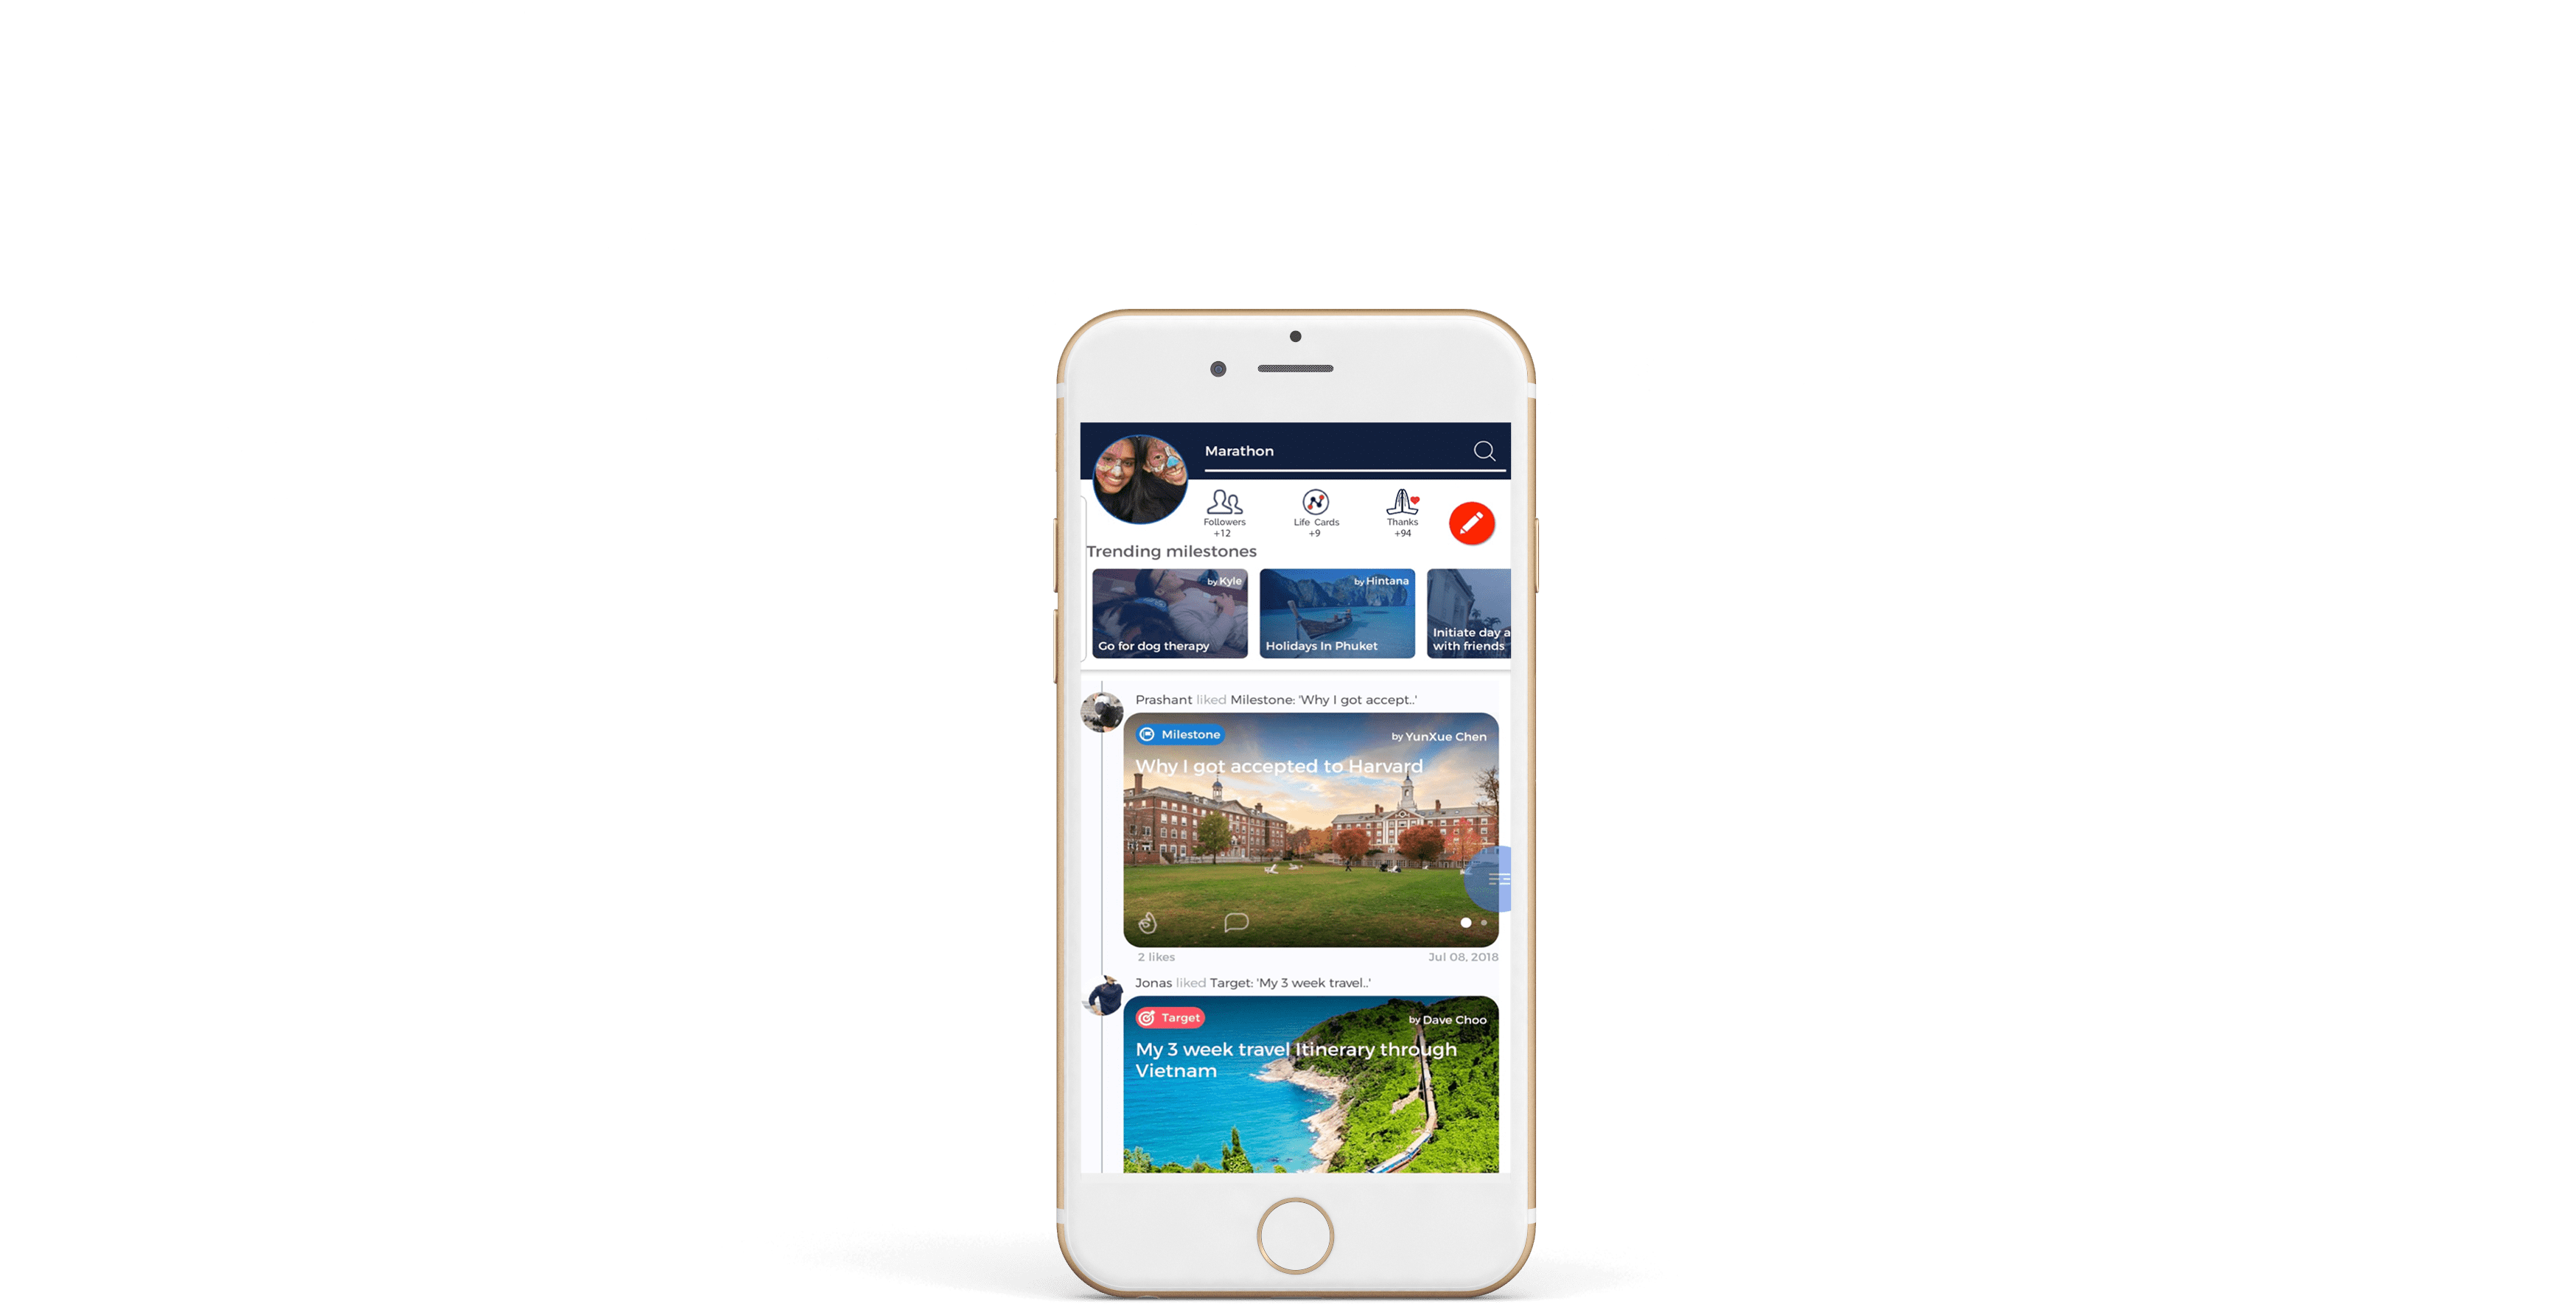 Marathon
Followers
+12
Life Cards
+9
Thanks
+94
Trending milestones
by Kyle
Go for dog therapy
by Hintana
Holidays In Phuket
Initiate day a
with friends
Prashant liked Milestone: 'Why I got accept..'
Milestone
by YunXue Chen
Why I got accepted to Harvard
2 likes
Jul 08, 2018
Jonas liked Target: 'My 3 week travel..'
Target
by Dave Choo
My 3 week travel Itinerary through
Vietnam